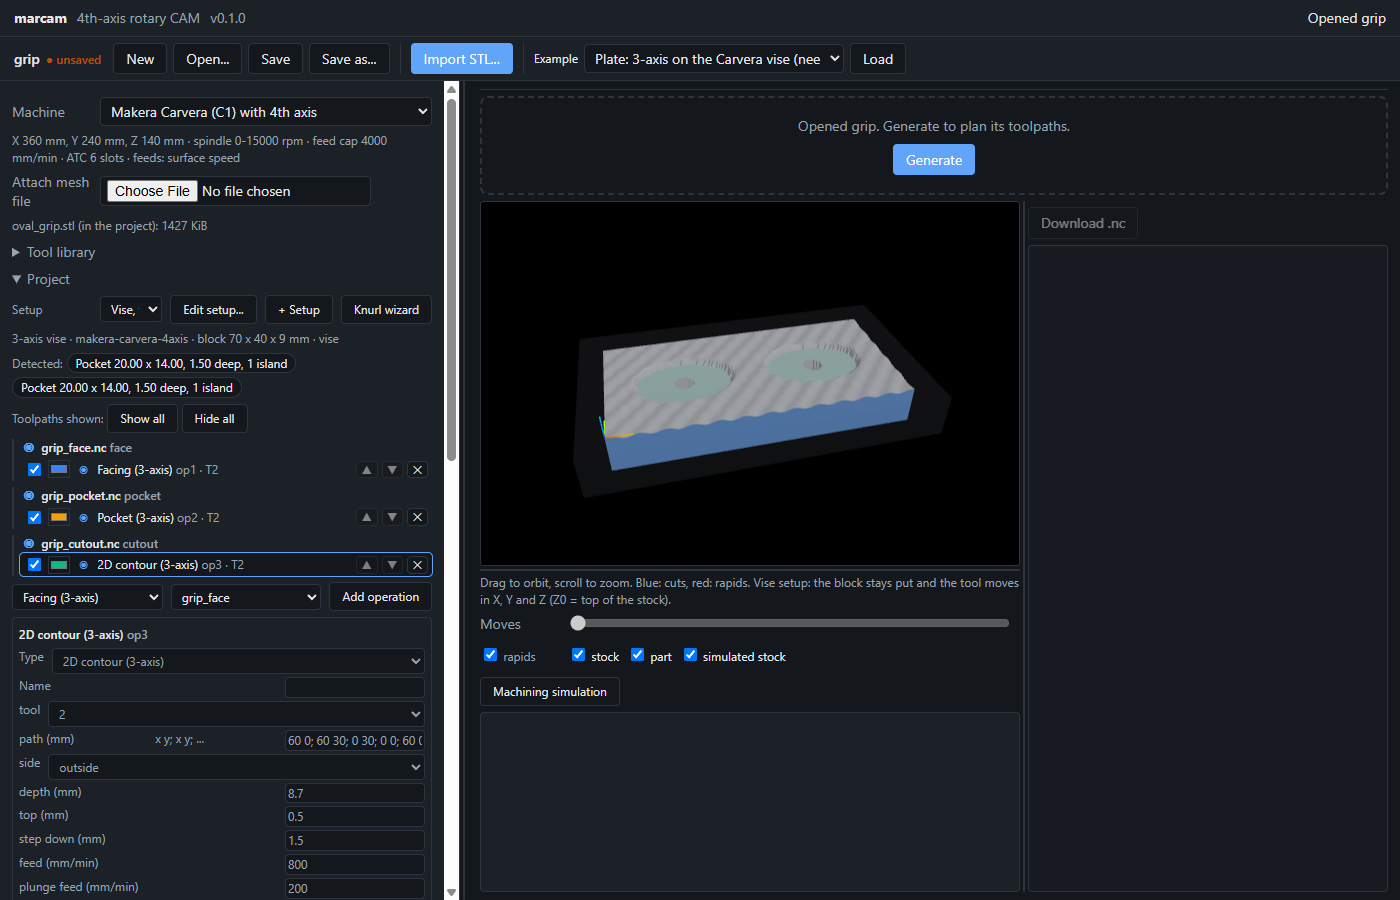 marcam 4th-axis rotary CAM v0.1.0 Opened grip
grip ● unsaved New Open... Save Save as... Import STL... Example Plate: 3-axis on the Carvera vise (nee Load
Machine Makera Carvera (C1) with 4th axis
X 360 mm, Y 240 mm, Z 140 mm · spindle 0-15000 rpm · feed cap 4000
mm/min · ATC 6 slots · feeds: surface speed
Attach mesh
file
Choose File No file chosen
oval_grip.stl (in the project): 1427 KiB
▶ Tool library
▼ Project
Setup Vise, Edit setup... + Setup Knurl wizard
3-axis vise · makera-carvera-4axis · block 70 x 40 x 9 mm · vise
Detected: Pocket 20.00 x 14.00, 1.50 deep, 1 island
Pocket 20.00 x 14.00, 1.50 deep, 1 island
Toolpaths shown: Show all Hide all
grip_face.nc face
Facing (3-axis) op1 · T2 ▲ ▼ ✕
grip_pocket.nc pocket
Pocket (3-axis) op2 · T2 ▲ ▼ ✕
grip_cutout.nc cutout
2D contour (3-axis) op3 · T2 ▲ ▼ ✕
Facing (3-axis) grip_face Add operation
2D contour (3-axis) op3
Type 2D contour (3-axis)
Name
tool 2
path (mm) x y; x y; ... 60 0; 60 30; 0 30; 0 0; 60 (
side outside
depth (mm) 8.7
top (mm) 0.5
step down (mm) 1.5
feed (mm/min) 800
plunge feed (mm/min) 200
Opened grip. Generate to plan its toolpaths.
Generate
Download .nc
Drag to orbit, scroll to zoom. Blue: cuts, red: rapids. Vise setup: the block stays put and the tool moves
in X, Y and Z (Z0 = top of the stock).
Moves
rapids stock part simulated stock
Machining simulation